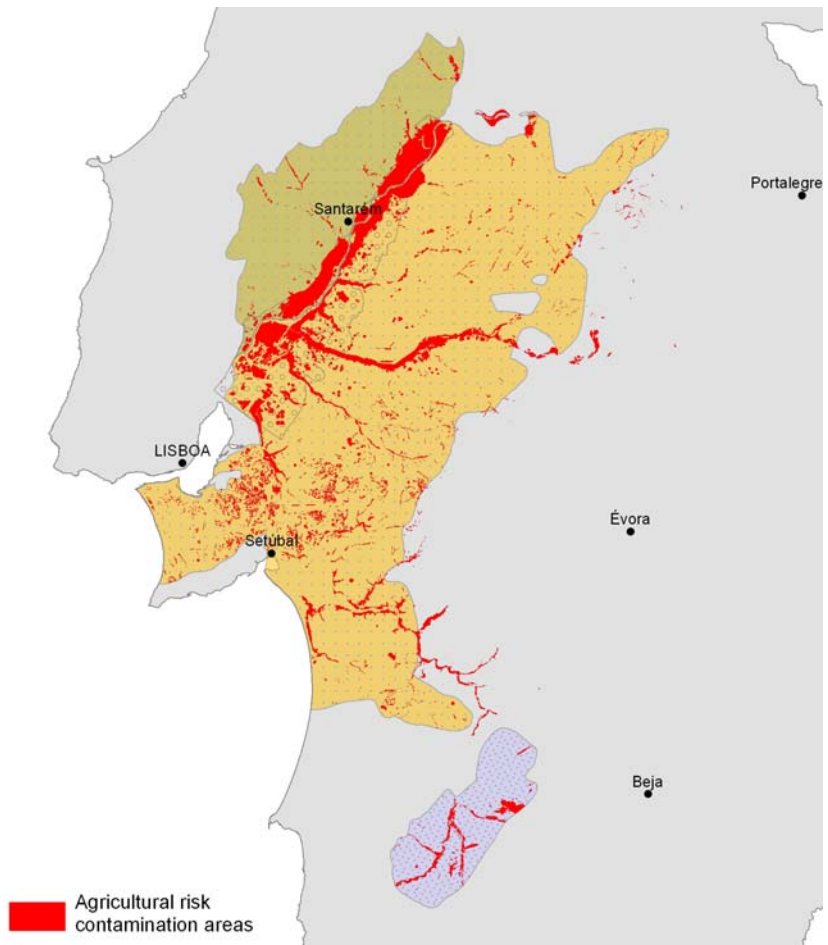 Portalegre
Santarém
LISBOA
Évora
Setúbal
Beja
Agricultural risk
contamination areas